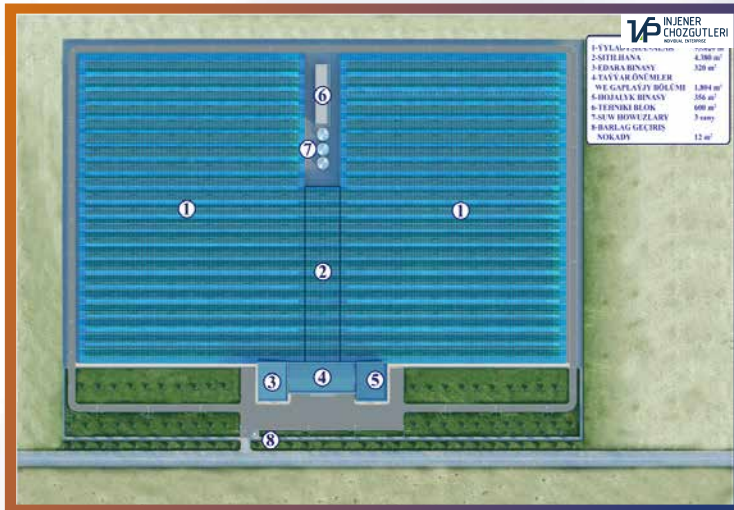 INJENER
CHOZGUTLERI
INDIVIDUAL ENTERPRISE
2-SITILHANA 4.380 m²
3-EDARA BINASY 320 m²
4-TAÝÝAR ÖNÜMLER
WE GAPLAÝJY BÖLÜMI 1.804 m²
5-HOJALYK BINASY 356 m²
6-TEHNIKI BLOK 608 m²
7-SUW HOWUZLARY 3 sany
8-BARLAG GEÇIRIŞ
NOKADY 12 m²
6
7
1
1
2
3
4
5
8